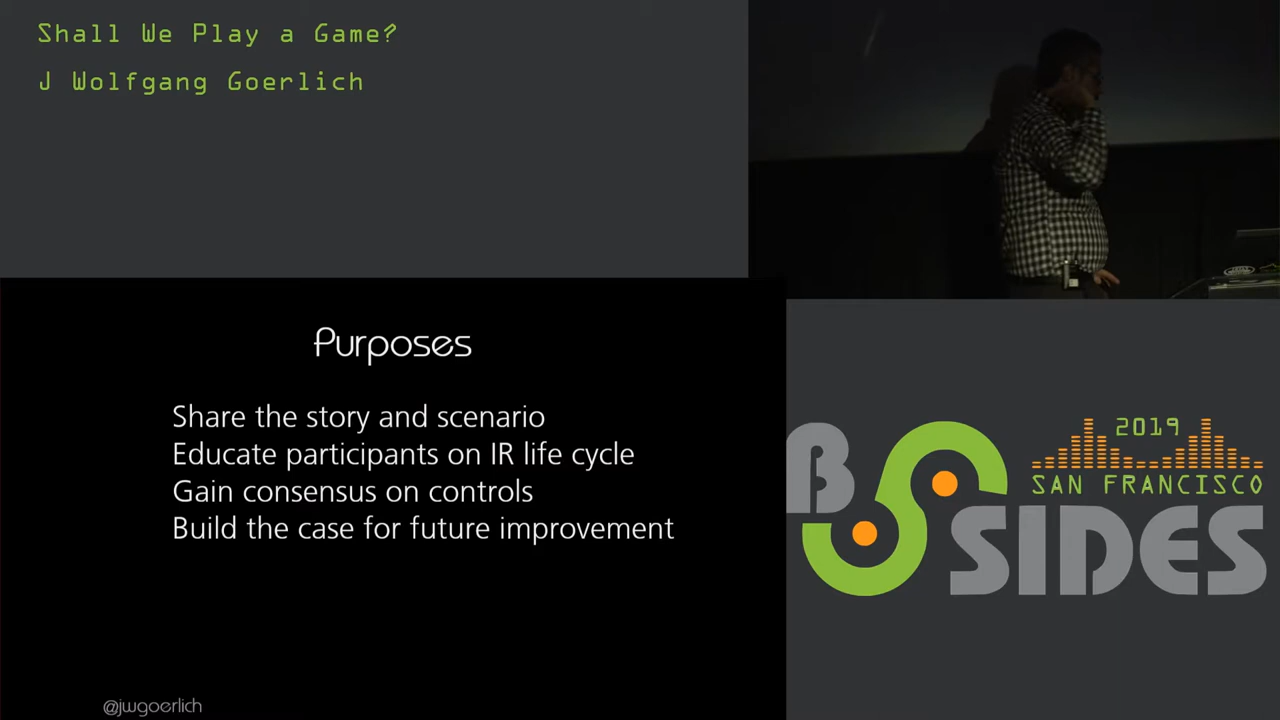 Shall We Play a Game?
J Wolfgang Goerlich
Purposes
Share the story and scenario
Educate participants on IR life cycle
Gain consensus on controls
Build the case for future improvement
@jwgoerlich
2019
SAN FRANCISCO
B SIDES